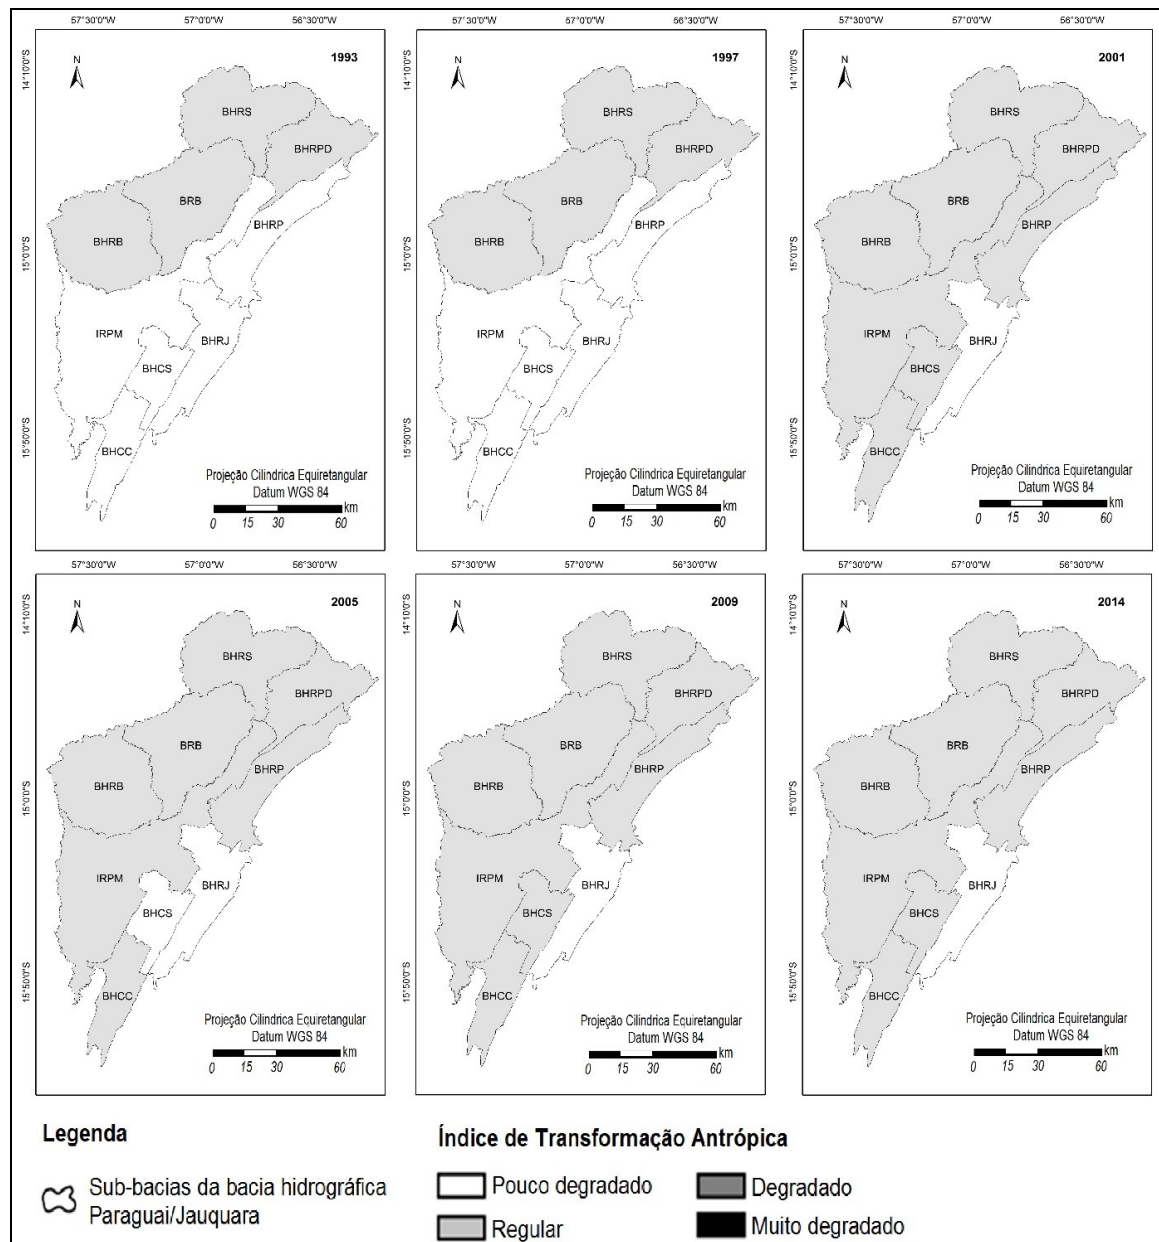 57°30'0"W 57°0'0"W 56°30'0"W
57°30'0"W 57°0'0"W 56°30'0"W
57°30'0"W 57°0'0"W 56°30'0"W
14°10'0"S
15°0'0"S
15°50'0"S
N
1993
BHRS
BHRPD
BRB
BHRP
BHRB
IRPM
BHRJ
BHCS
BHCC
Projeção Cilindrica Equiretangular
Datum WGS 84
km
0 15 30 60
14°10'0"S
15°0'0"S
15°50'0"S
N
1997
BHRS
BHRPD
BRB
BHRP
BHRB
IRPM
BHRJ
BHCS
BHCC
Projeção Cilindrica Equiretangular
Datum WGS 84
km
0 15 30 60
14°10'0"S
15°0'0"S
15°50'0"S
N
2001
BHRS
BHRPD
BRB
BHRP
BHRB
IRPM
BHRJ
BHCS
BHCC
Projeção Cilindrica Equiretangular
Datum WGS 84
km
0 15 30 60
57°30'0"W 57°0'0"W 56°30'0"W
57°30'0"W 57°0'0"W 56°30'0"W
57°30'0"W 57°0'0"W 56°30'0"W
14°10'0"S
15°0'0"S
15°50'0"S
N
2005
BHRS
BHRPD
BRB
BHRP
BHRB
IRPM
BHRJ
BHCS
BHCC
Projeção Cilindrica Equiretangular
Datum WGS 84
km
0 15 30 60
14°10'0"S
15°0'0"S
15°50'0"S
N
2009
BHRS
BHRPD
BRB
BHRP
BHRB
IRPM
BHRJ
BHCS
BHCC
Projeção Cilindrica Equiretangular
Datum WGS 84
km
0 15 30 60
14°10'0"S
15°0'0"S
15°50'0"S
N
2014
BHRS
BHRPD
BRB
BHRP
BHRB
IRPM
BHRJ
BHCS
BHCC
Projeção Cilindrica Equiretangular
Datum WGS 84
km
0 15 30 60
Legenda
Sub-bacias da bacia hidrográfica
Paraguai/Jauquara
Índice de Transformação Antrópica
Pouco degradado
Degradado
Regular
Muito degradado